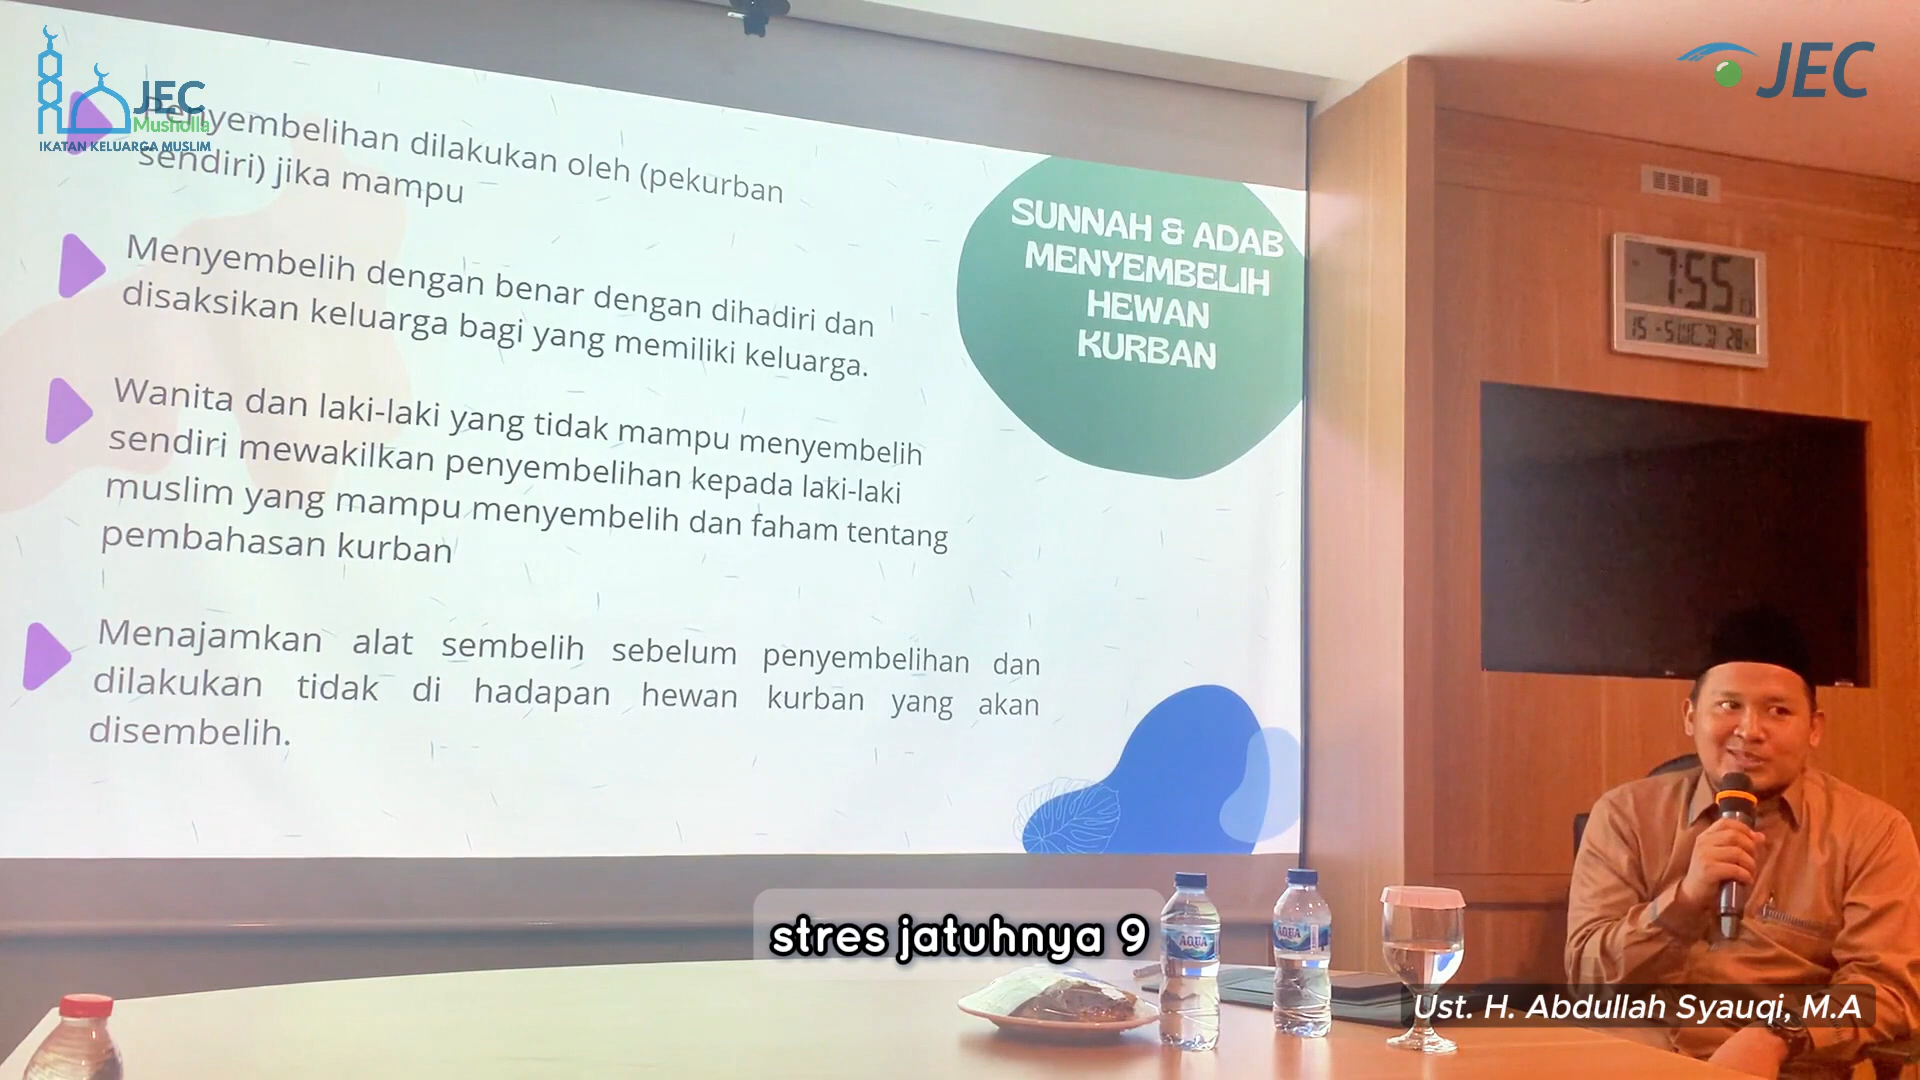 JEC
Musholla
IKATAN KELUARGA MUSLIM
JEC
Penyembelihan dilakukan oleh (pekurban
sendiri) jika mampu
Menyembelih dengan benar dengan dihadiri dan
disaksikan keluarga bagi yang memiliki keluarga.
Wanita dan laki-laki yang tidak mampu menyembelih
sendiri mewakilkan penyembelihan kepada laki-laki
muslim yang mampu menyembelih dan faham tentang
pembahasan kurban
Menajamkan alat sembelih sebelum penyembelihan dan
dilakukan tidak di hadapan hewan kurban yang akan
disembelih.
SUNNAH & ADAB
MENYEMBELIH
HEWAN
KURBAN
7:55
AQUA
AQUA
stres jatuhnya 9
Ust. H. Abdullah Syauqi, M.A